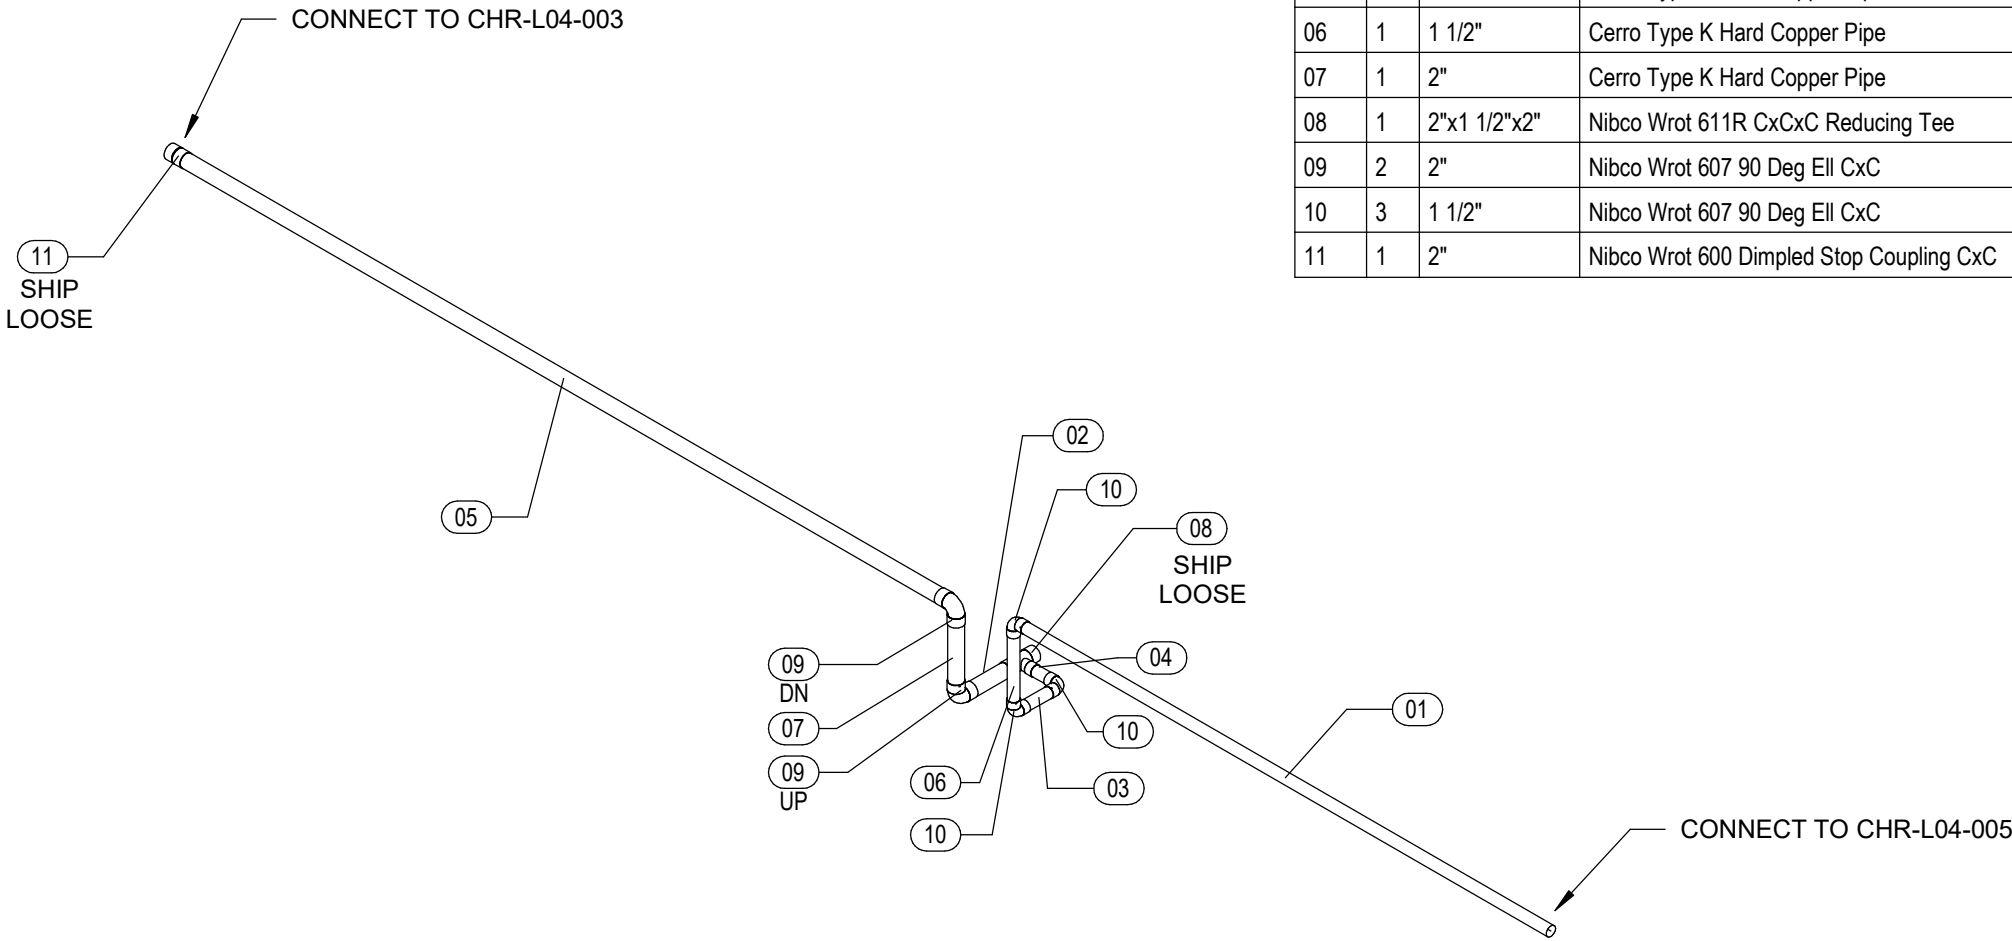 CONNECT TO CHR-L04-003
06 1 1 1/2" Cerro Type K Hard Copper Pipe
07 1 2" Cerro Type K Hard Copper Pipe
08 1 2"x1 1/2"x2" Nibco Wrot 611R CxCxC Reducing Tee
09 2 2" Nibco Wrot 607 90 Deg Ell CxC
10 3 1 1/2" Nibco Wrot 607 90 Deg Ell CxC
11 1 2" Nibco Wrot 600 Dimpled Stop Coupling CxC
11
SHIP
LOOSE
02
10
05
08
SHIP
LOOSE
09
DN
04
07
01
10
09
UP
06
03
10
CONNECT TO CHR-L04-005